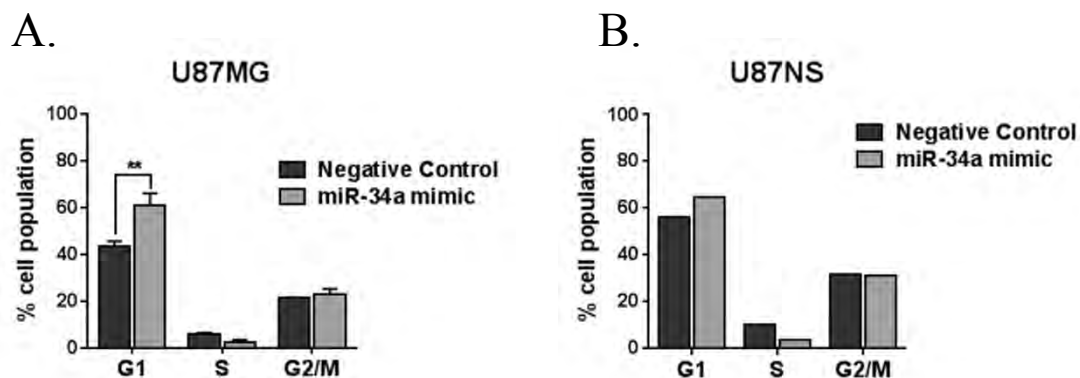 A.
U87MG
% cell population
100
80
60
40
20
0
**
Negative Control
miR-34a mimic
G1 S G2/M
B.
U87NS
% cell population
100
80
60
40
20
0
Negative Control
miR-34a mimic
G1 S G2/M